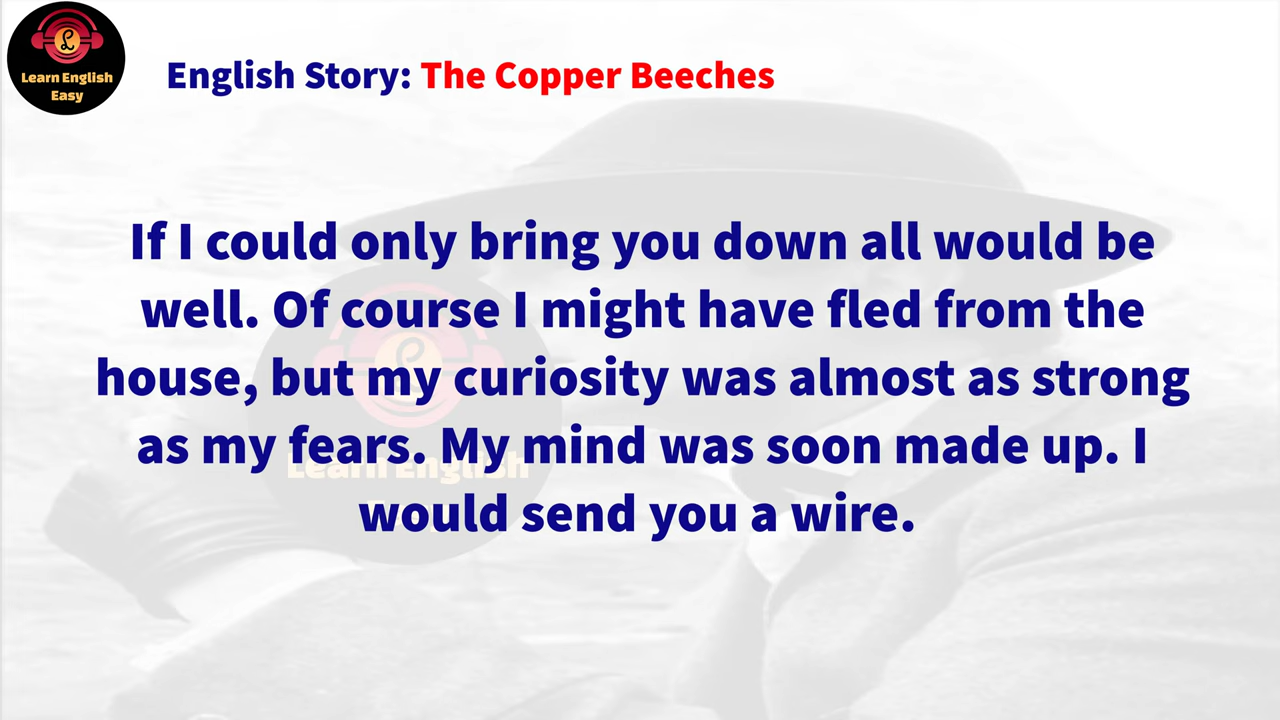 Learn English
Easy
English Story: The Copper Beeches
If I could only bring you down all would be
well. Of course I might have fled from the
house, but my curiosity was almost as strong
as my fears. My mind was soon made up. I
would send you a wire.
Learn English